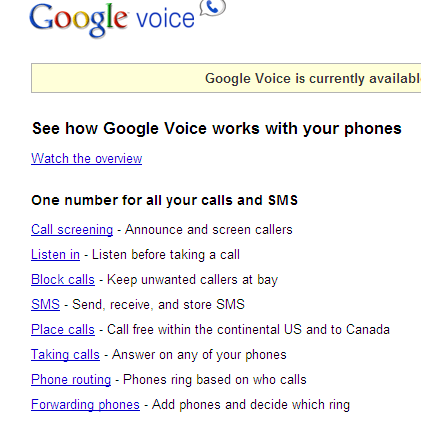 Google voice
Google Voice is currently
See how Google Voice works with your phones
Watch the overview
One number for all your calls and SMS
Call screening - Announce and screen callers
Listen in - Listen before taking a call
Block calls - Keep unwanted callers at bay
SMS - Send, receive, and store SMS
Place calls - Call free within the continental US and to Canada
Taking calls - Answer on any of your phones
Phone routing - Phones ring based on who calls
Forwarding phones - Add phones and decide which ring